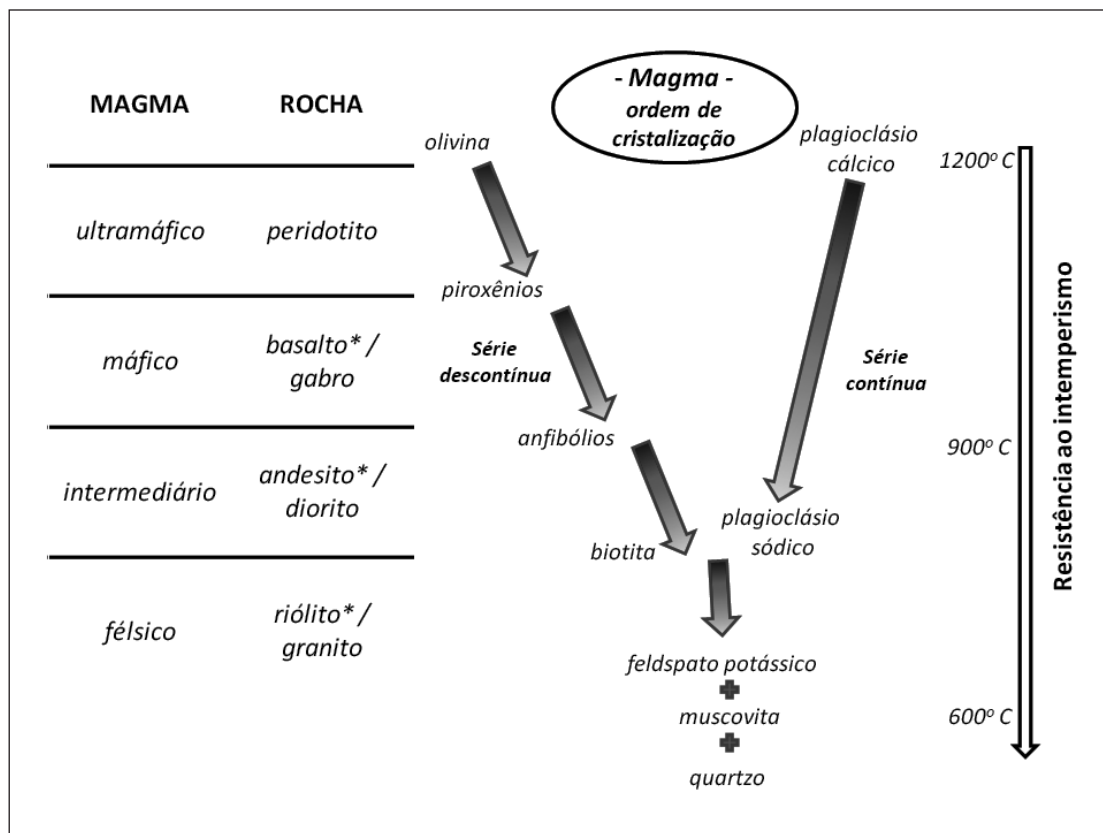 - Magma -
ordem de
cristalização
MAGMA
ROCHA
olivina
plagioclásio
cálcico
1200º C
ultramáfico
peridotito
piroxênios
máfico
basalto* /
gabro
Série
descontínua
Série
contínua
anfibólios
900º C
intermediário
andesito* /
diorito
biotita
plagioclásio
sódico
félsico
riólito* /
granito
feldspato potássico
muscovita
600º C
quartzo
Resistência ao intemperismo